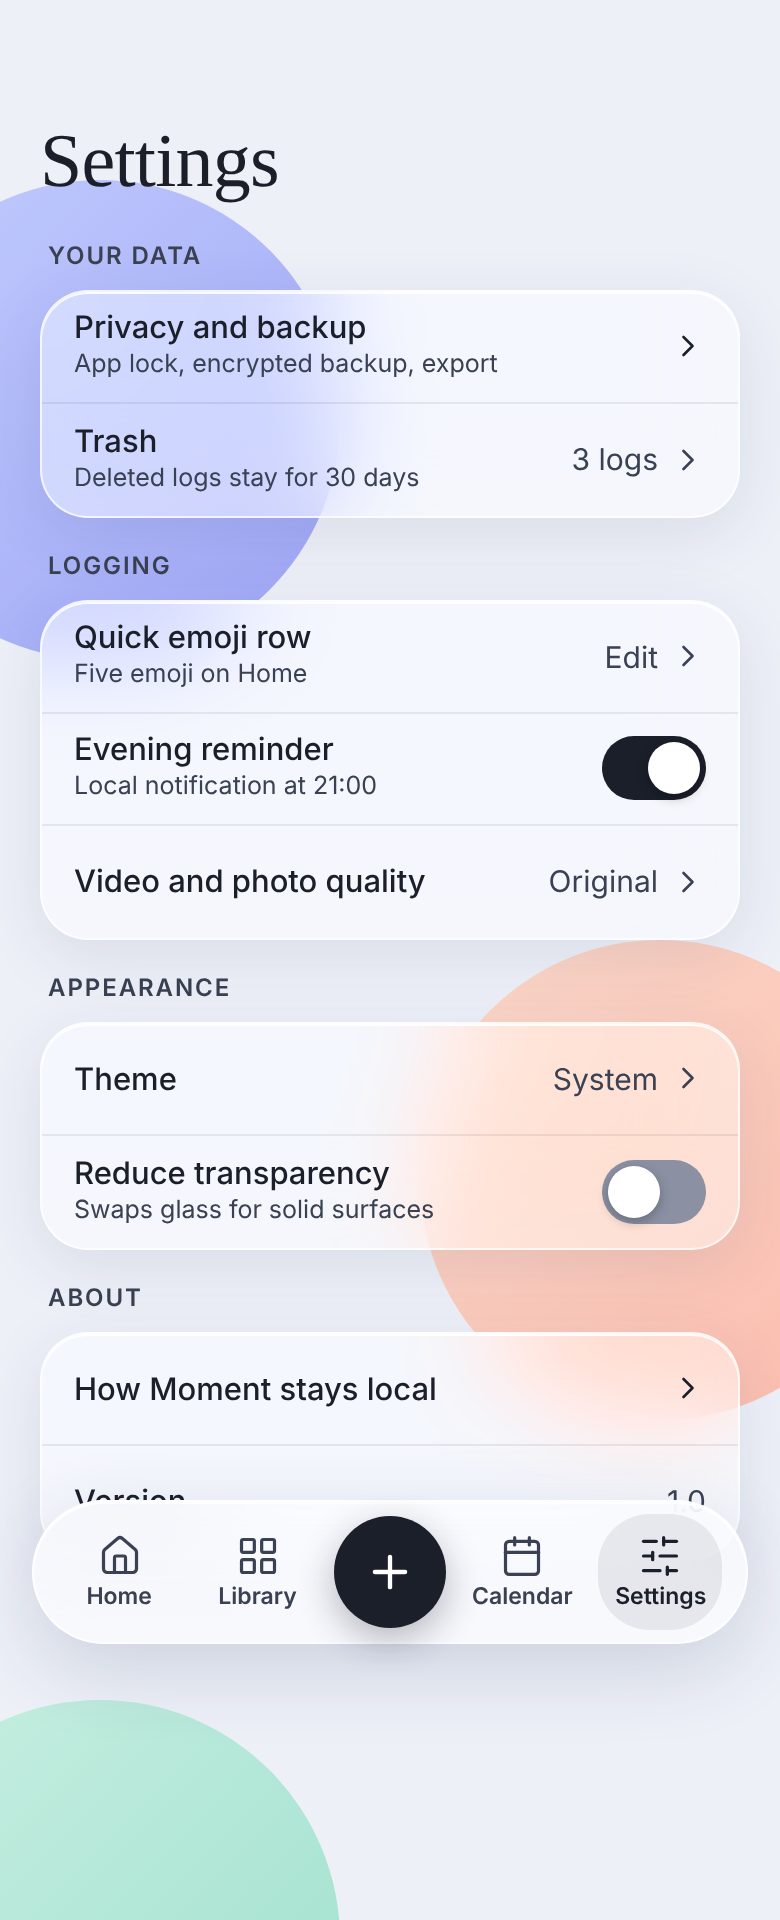 Settings
YOUR DATA
Privacy and backup
App lock, encrypted backup, export
Trash
Deleted logs stay for 30 days
3 logs
LOGGING
Quick emoji row
Five emoji on Home
Edit
Evening reminder
Local notification at 21:00
Video and photo quality
Original
APPEARANCE
Theme
System
Reduce transparency
Swaps glass for solid surfaces
ABOUT
How Moment stays local
Version
1.0
Home
Library
Calendar
Settings